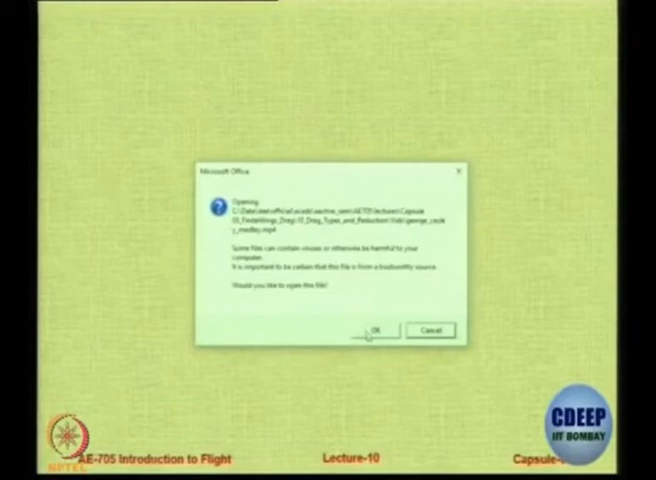 Microsoft Office
Opening
Some files can contain viruses or otherwise be harmful to your
computer.
It is important to be certain that this file is from a trustworthy source.
Would you like to open this file?
OK
Cancel
CDEEP
IIT BOMBAY
NPTEL
AE-705 Introduction to Flight
Lecture-10
Capsule-